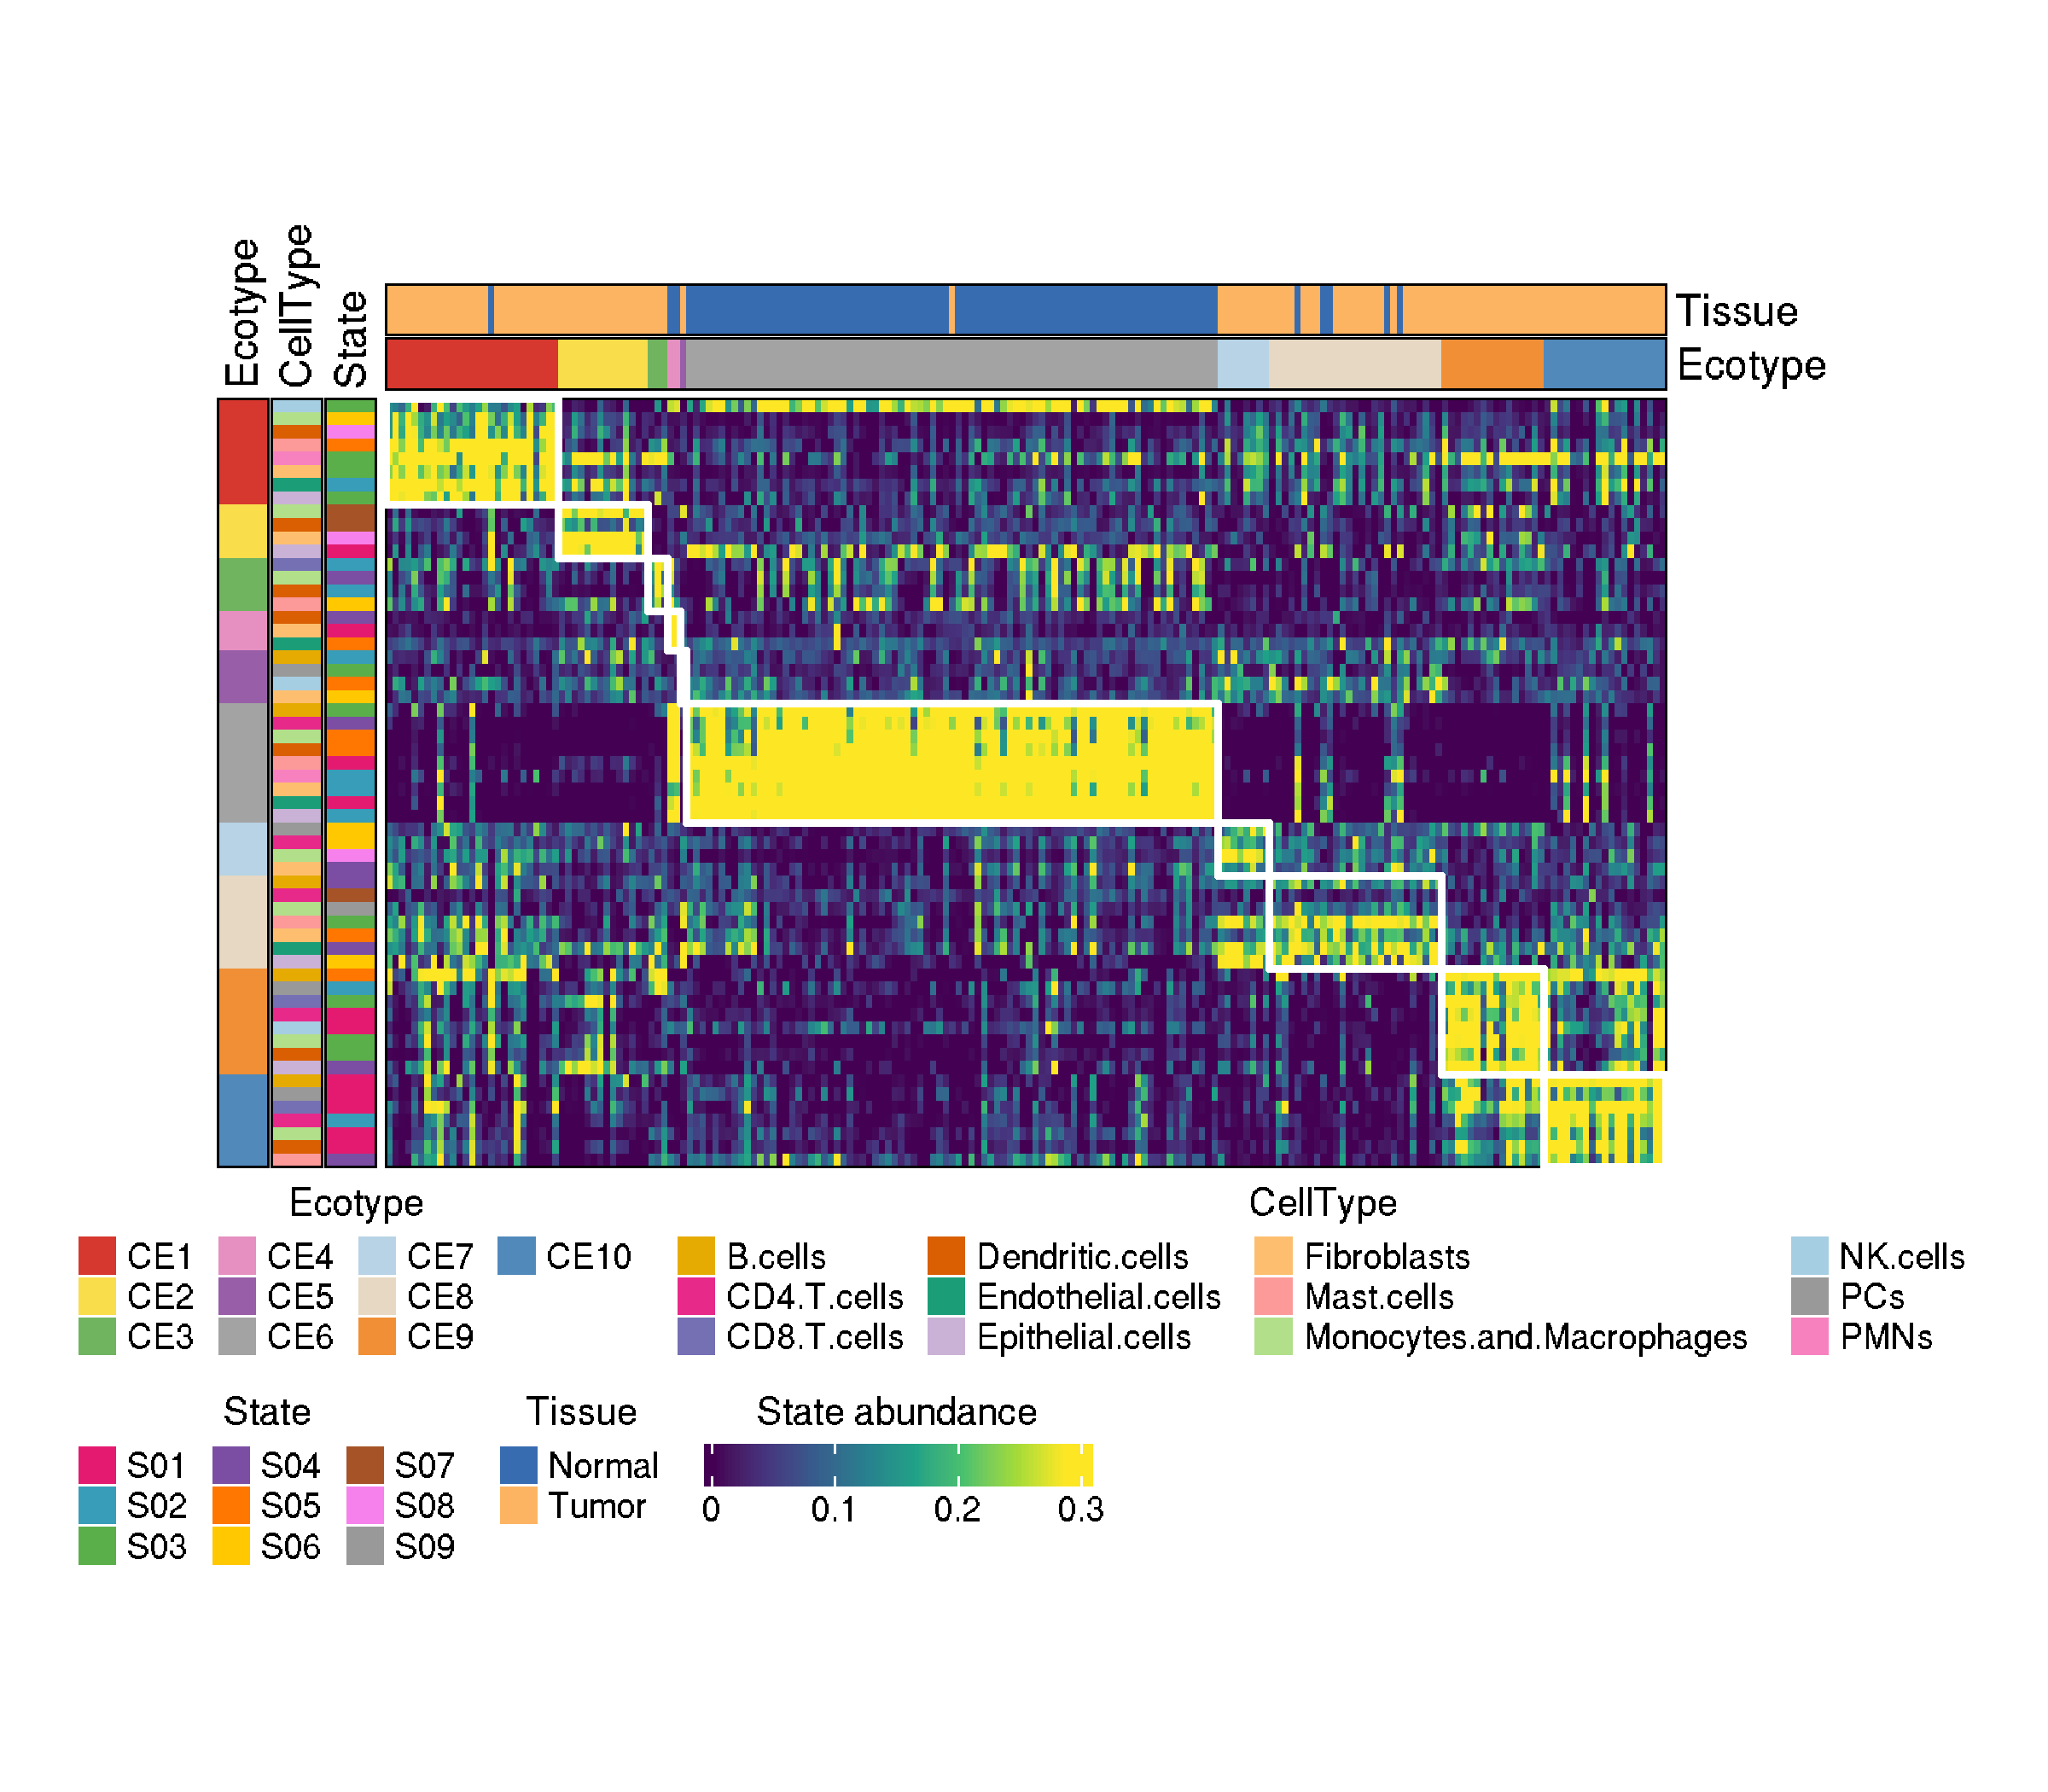 Ecotype
CellType
State
Tissue
Ecotype
Ecotype
CellType
CE1 CE4 CE7 CE10 B.cells Dendritic.cells Fibroblasts NK.cells
CE2 CE5 CE8 CD4.T.cells Endothelial.cells Mast.cells PCs
CE3 CE6 CE9 CD8.T.cells Epithelial.cells Monocytes.and.Macrophages PMNs
State Tissue State abundance
S01 S04 S07 Normal
S02 S05 S08 Tumor 0 0.1 0.2 0.3
S03 S06 S09